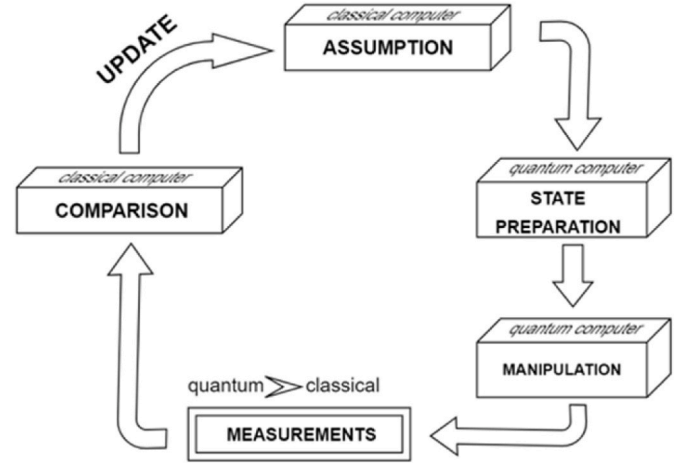 classical computer
ASSUMPTION
UPDATE
quantum computer
STATE
PREPARATION
quantum computer
MANIPULATION
quantum classical
MEASUREMENTS
classical computer
COMPARISON